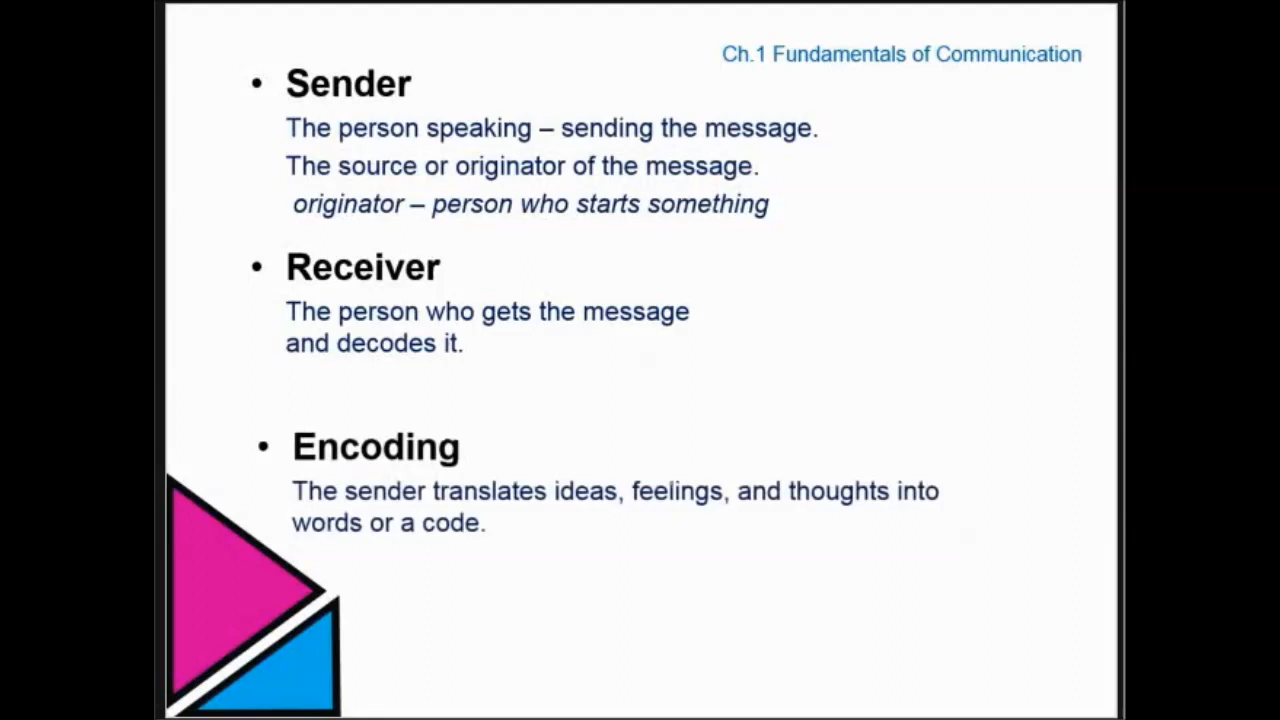 Ch.1 Fundamentals of Communication
• Sender
The person speaking – sending the message.
The source or originator of the message.
originator – person who starts something
• Receiver
The person who gets the message
and decodes it.
• Encoding
The sender translates ideas, feelings, and thoughts into
words or a code.